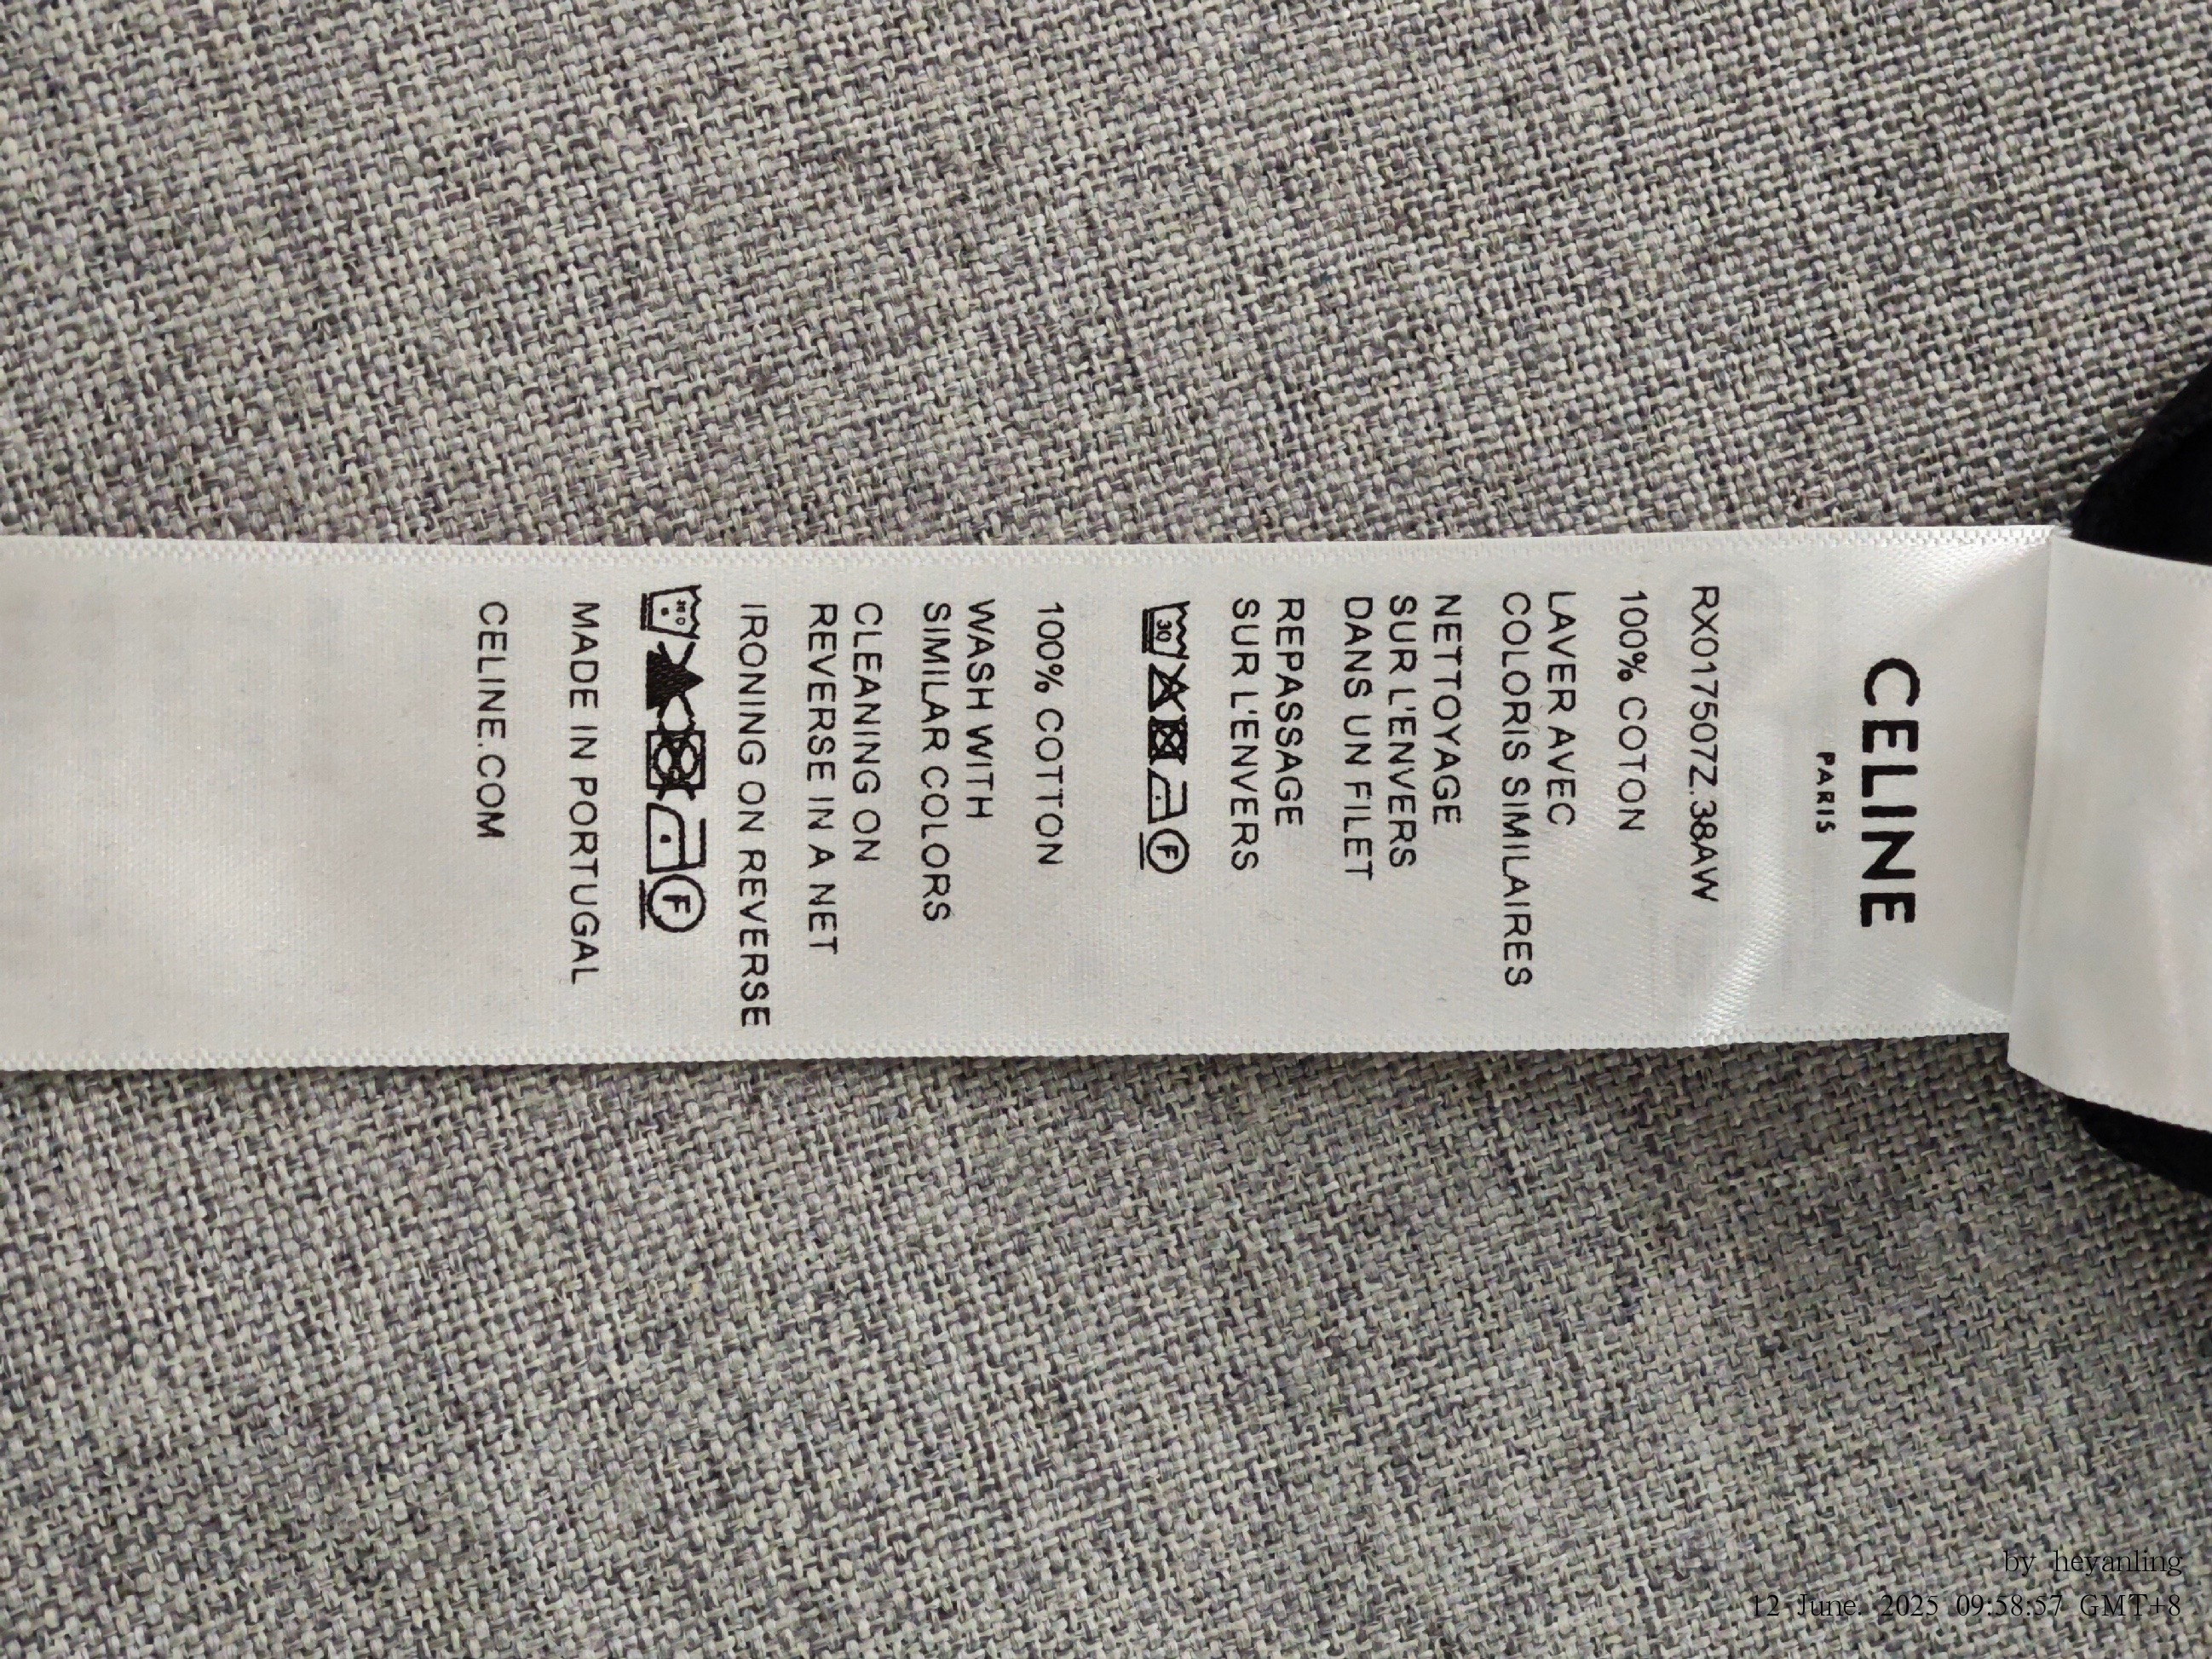 CELINE
PARIS
RX017507Z.38AW
100% COTON
LAVER AVEC
COLORIS SIMILAIRES
NETTOYAGE
SUR L'ENVERS
DANS UN FILET
REPASSAGE
SUR L'ENVERS
30 F
100% COTTON
WASH WITH
SIMILAR COLORS
CLEANING ON
REVERSE IN A NET
IRONING ON REVERSE
30 F
MADE IN PORTUGAL
CELINE.COM
by heyanling
12 June. 2025 09:58:57 GMT+8